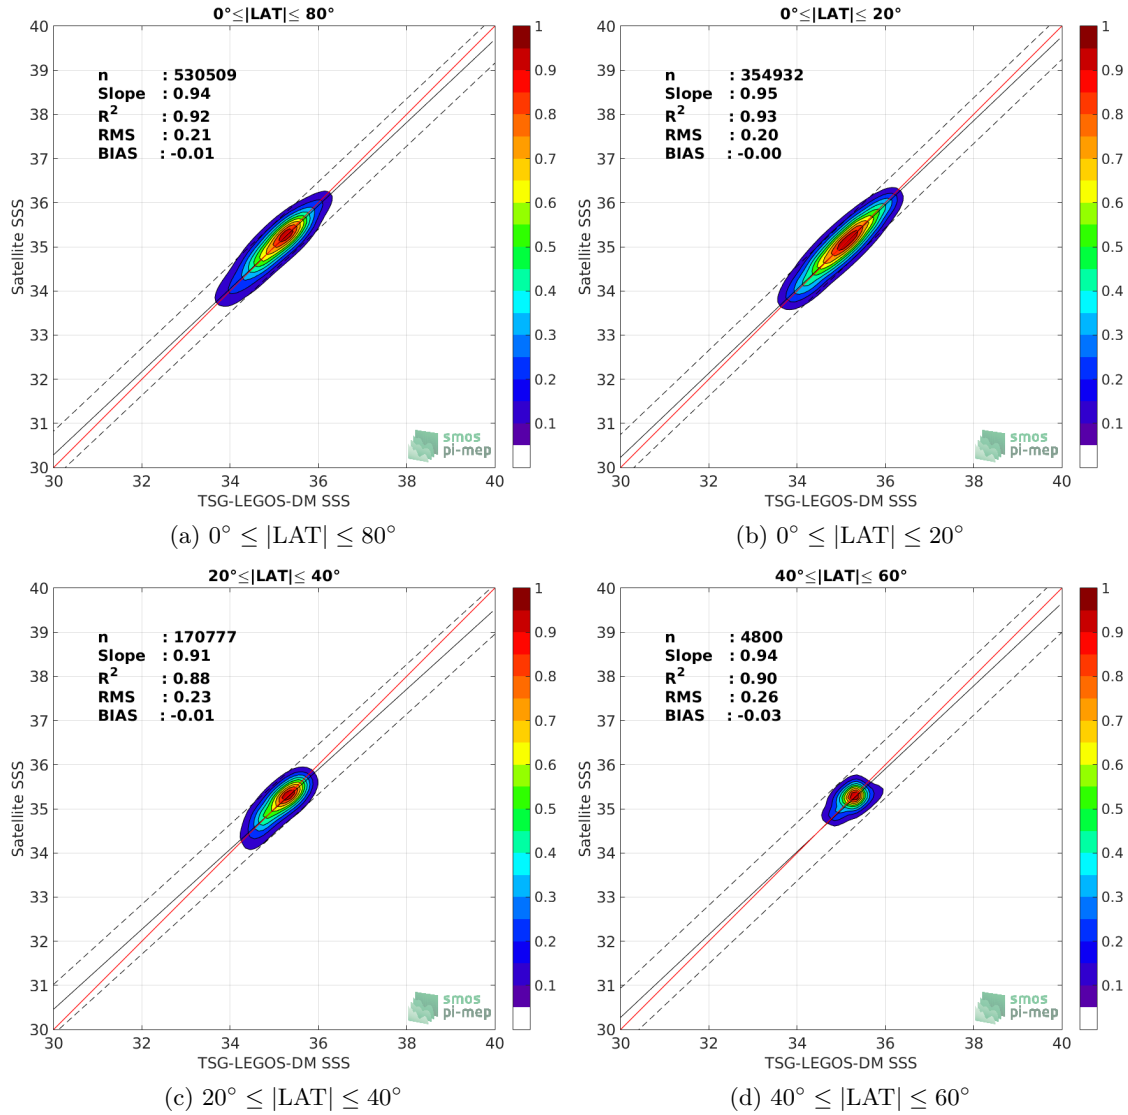 0°≤|LAT|≤ 80°
40
39
38
37
36
35
34
33
32
31
30
30
32
34
36
38
40
Satellite SSS
TSG-LEGOS-DM SSS
n : 530509
Slope : 0.94
R² : 0.92
RMS : 0.21
BIAS : -0.01
smos
pi-mep
1
0.9
0.8
0.7
0.6
0.5
0.4
0.3
0.2
0.1
(a) 0° ≤ |LAT| ≤ 80°
0°≤|LAT|≤ 20°
40
39
38
37
36
35
34
33
32
31
30
30
32
34
36
38
40
Satellite SSS
TSG-LEGOS-DM SSS
n : 354932
Slope : 0.95
R² : 0.93
RMS : 0.20
BIAS : -0.00
smos
pi-mep
1
0.9
0.8
0.7
0.6
0.5
0.4
0.3
0.2
0.1
(b) 0° ≤ |LAT| ≤ 20°
20°≤|LAT|≤ 40°
40
39
38
37
36
35
34
33
32
31
30
30
32
34
36
38
40
Satellite SSS
TSG-LEGOS-DM SSS
n : 170777
Slope : 0.91
R² : 0.88
RMS : 0.23
BIAS : -0.01
smos
pi-mep
1
0.9
0.8
0.7
0.6
0.5
0.4
0.3
0.2
0.1
(c) 20° ≤ |LAT| ≤ 40°
40°≤|LAT|≤ 60°
40
39
38
37
36
35
34
33
32
31
30
30
32
34
36
38
40
Satellite SSS
TSG-LEGOS-DM SSS
n : 4800
Slope : 0.94
R² : 0.90
RMS : 0.26
BIAS : -0.03
smos
pi-mep
1
0.9
0.8
0.7
0.6
0.5
0.4
0.3
0.2
0.1
(d) 40° ≤ |LAT| ≤ 60°